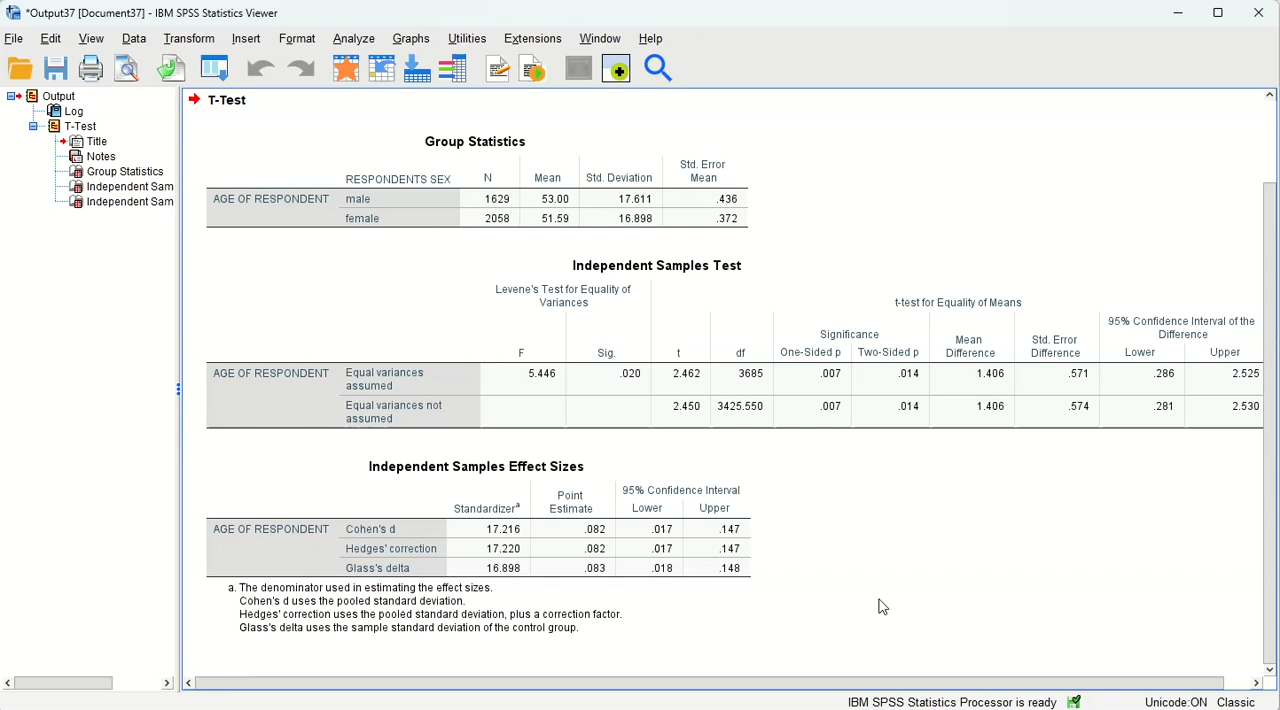 *Output37 [Document37] - IBM SPSS Statistics Viewer
File Edit View Data Transform Insert Format Analyze Graphs Utilities Extensions Window Help
Output
Log
T-Test
Title
Notes
Group Statistics
Independent Sam
Independent Sam
T-Test
Group Statistics
RESPONDENTS SEX N Mean Std. Deviation Std. Error Mean
AGE OF RESPONDENT male 1629 53.00 17.611 .436
female 2058 51.59 16.898 .372
Independent Samples Test
Levene's Test for Equality of Variances t-test for Equality of Means
Significance 95% Confidence Interval of the Difference
F Sig. t df One-Sided p Two-Sided p Mean Difference Std. Error Difference Lower Upper
AGE OF RESPONDENT Equal variances assumed 5.446 .020 2.462 3685 .007 .014 1.406 .571 .286 2.525
Equal variances not assumed 2.450 3425.550 .007 .014 1.406 .574 .281 2.530
Independent Samples Effect Sizes
Standardizerᵃ Point Estimate 95% Confidence Interval
Lower Upper
AGE OF RESPONDENT Cohen's d 17.216 .082 .017 .147
Hedges' correction 17.220 .082 .017 .147
Glass's delta 16.898 .083 .018 .148
a. The denominator used in estimating the effect sizes.
Cohen's d uses the pooled standard deviation.
Hedges' correction uses the pooled standard deviation, plus a correction factor.
Glass's delta uses the sample standard deviation of the control group.
IBM SPSS Statistics Processor is ready Unicode:ON Classic